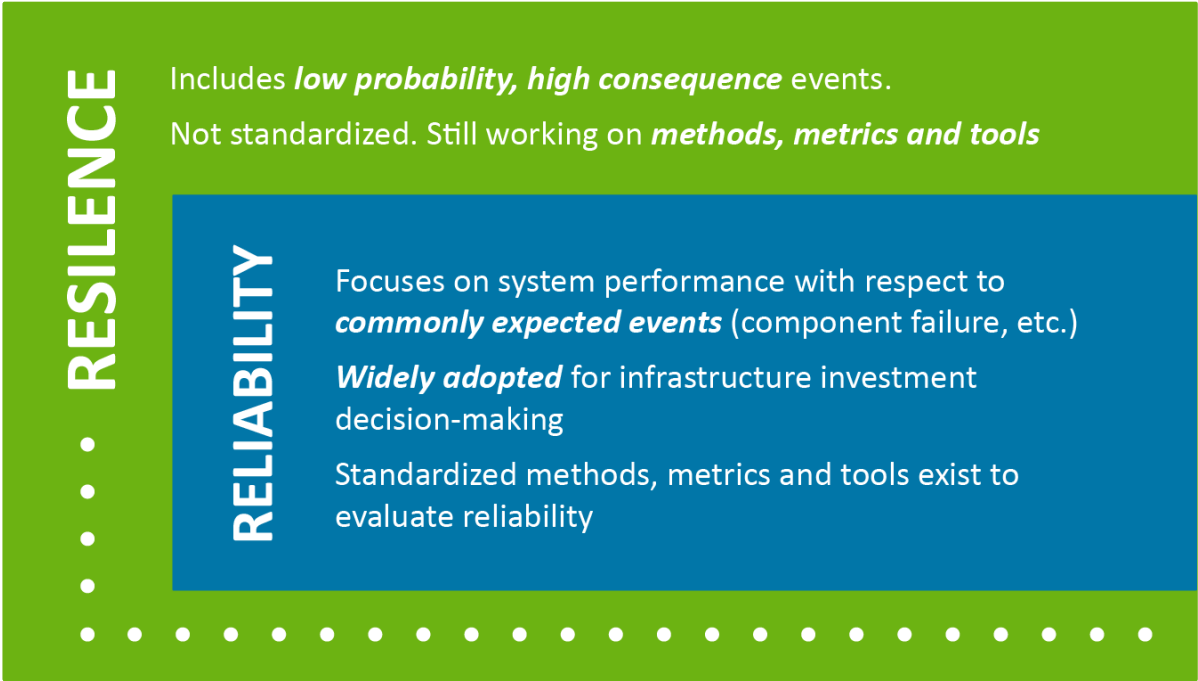 RESILIENCE
Includes low probability, high consequence events.
Not standardized. Still working on methods, metrics and tools
RELIABILITY
Focuses on system performance with respect to
commonly expected events (component failure, etc.)
Widely adopted for infrastructure investment
decision-making
Standardized methods, metrics and tools exist to
evaluate reliability